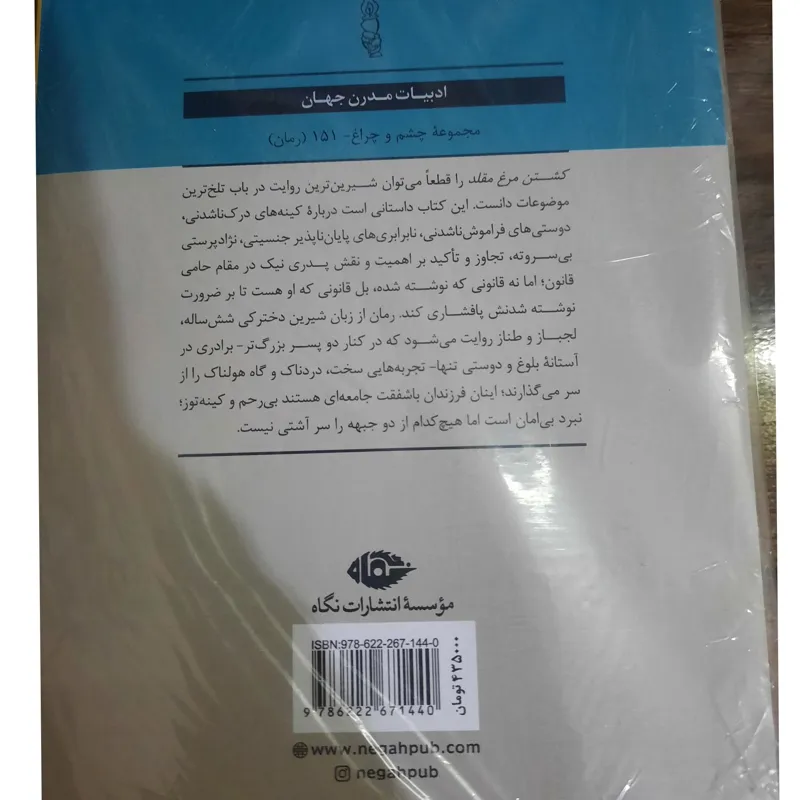 ادبیات مدرن جهان
مجموعهٔ چشم و چراغ- ۱۵۱ (رمان)
کشتن مرغ مقلد را قطعاً می‌توان شیرین‌ترین روایت در باب تلخ‌ترین
موضوعات دانست. این کتاب داستانی است دربارهٔ کینه‌های درک‌ناشدنی،
دوستی‌های فراموش‌ناشدنی، نابرابری‌های پایان‌ناپذیر جنسیتی، نژادپرستی
بی‌سروته، تجاوز و تأکید بر اهمیت و نقش پدری نیک در مقام حامی
قانون؛ اما نه قانونی که نوشته شده، بل قانونی که او هست تا بر ضرورت
نوشته شدنش پافشاری کند. رمان از زبان شیرین دخترکی شش‌ساله،
لجباز و طناز روایت می‌شود که در کنار دو پسر بزرگ‌تر- برادری در
آستانهٔ بلوغ و دوستی تنها- تجربه‌هایی سخت، دردناک و گاه هولناک را از
سر می‌گذارند؛ اینان فرزندان باشفقت جامعه‌ای هستند بی‌رحم و کینه‌توز؛
نبرد بی‌امان است اما هیچ‌کدام از دو جبهه را سر آشتی نیست.
نگاه
مؤسسهٔ انتشارات نگاه
ISBN:978-622-267-144-0
9 786222 671440
۴۳۵۰۰۰ تومان
www.negahpub.com
negahpub